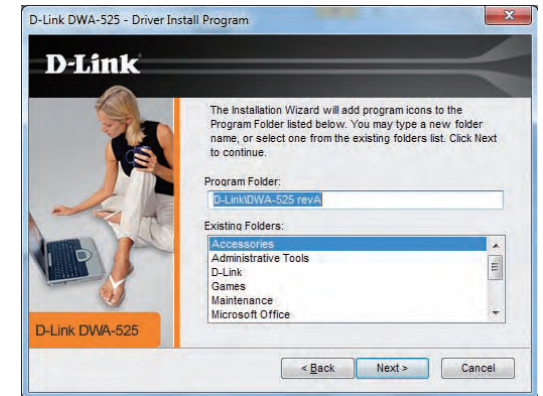 D-Link DWA-525 - Driver Install Program
D-Link
The Installation Wizard will add program icons to the
Program Folder listed below. You may type a new folder
name, or select one from the existing folders list. Click Next
to continue.
Program Folder:
D-Link\DWA-525 revA
Existing Folders:
Accessories
Administrative Tools
D-Link
Games
Maintenance
Microsoft Office
D-Link DWA-525
< Back
Next >
Cancel